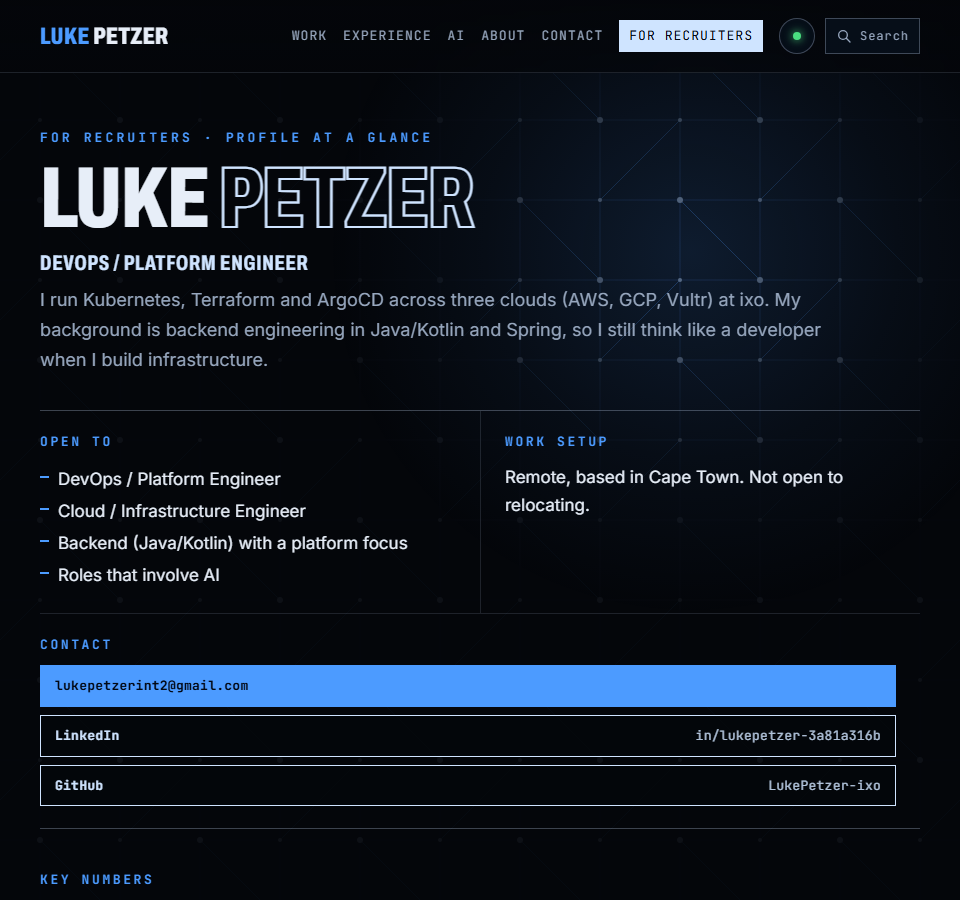 LUKE PETZER
WORK EXPERIENCE AI ABOUT CONTACT FOR RECRUITERS Search
FOR RECRUITERS · PROFILE AT A GLANCE
LUKE PETZER
DEVOPS / PLATFORM ENGINEER
I run Kubernetes, Terraform and ArgoCD across three clouds (AWS, GCP, Vultr) at ixo. My
background is backend engineering in Java/Kotlin and Spring, so I still think like a developer
when I build infrastructure.
OPEN TO
DevOps / Platform Engineer
Cloud / Infrastructure Engineer
Backend (Java/Kotlin) with a platform focus
Roles that involve AI
WORK SETUP
Remote, based in Cape Town. Not open to
relocating.
CONTACT
lukepetzerint2@gmail.com
LinkedIn in/lukepetzer-3a81a316b
GitHub LukePetzer-ixo
KEY NUMBERS